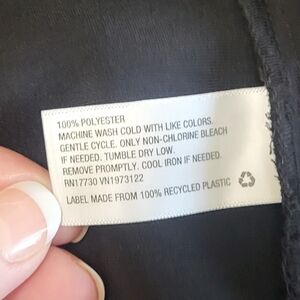 100% POLYESTER
MACHINE WASH COLD WITH LIKE COLORS.
GENTLE CYCLE. ONLY NON-CHLORINE BLEACH
IF NEEDED. TUMBLE DRY LOW.
REMOVE PROMPTLY. COOL IRON IF NEEDED.
RN17730 VN1973122
LABEL MADE FROM 100% RECYCLED PLASTIC